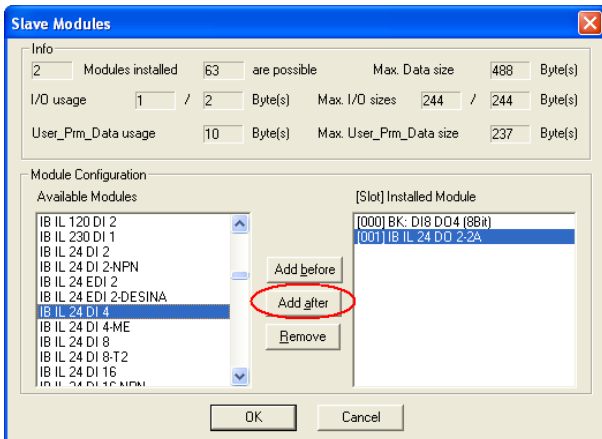 Slave Modules
Info
2 Modules installed 63 are possible Max. Data size 488 Byte(s)
I/O usage 1 / 2 Byte(s) Max. I/O sizes 244 / 244 Byte(s)
User_Prm_Data usage 10 Byte(s) Max. User_Prm_Data size 237 Byte(s)
Module Configuration
Available Modules
IB IL 120 DI 2
IB IL 230 DI 1
IB IL 24 DI 2
IB IL 24 DI 2-NPN
IB IL 24 EDI 2
IB IL 24 EDI 2-DESINA
IB IL 24 DI 4
IB IL 24 DI 4-ME
IB IL 24 DI 8
IB IL 24 DI 8-T2
IB IL 24 DI 16
IB IL 24 DI 16-NPN
Add before
Add after
Remove
[Slot] Installed Module
[000] BK: DI8 DO4 (8Bit)
[001] IB IL 24 DO 2-2A
OK Cancel